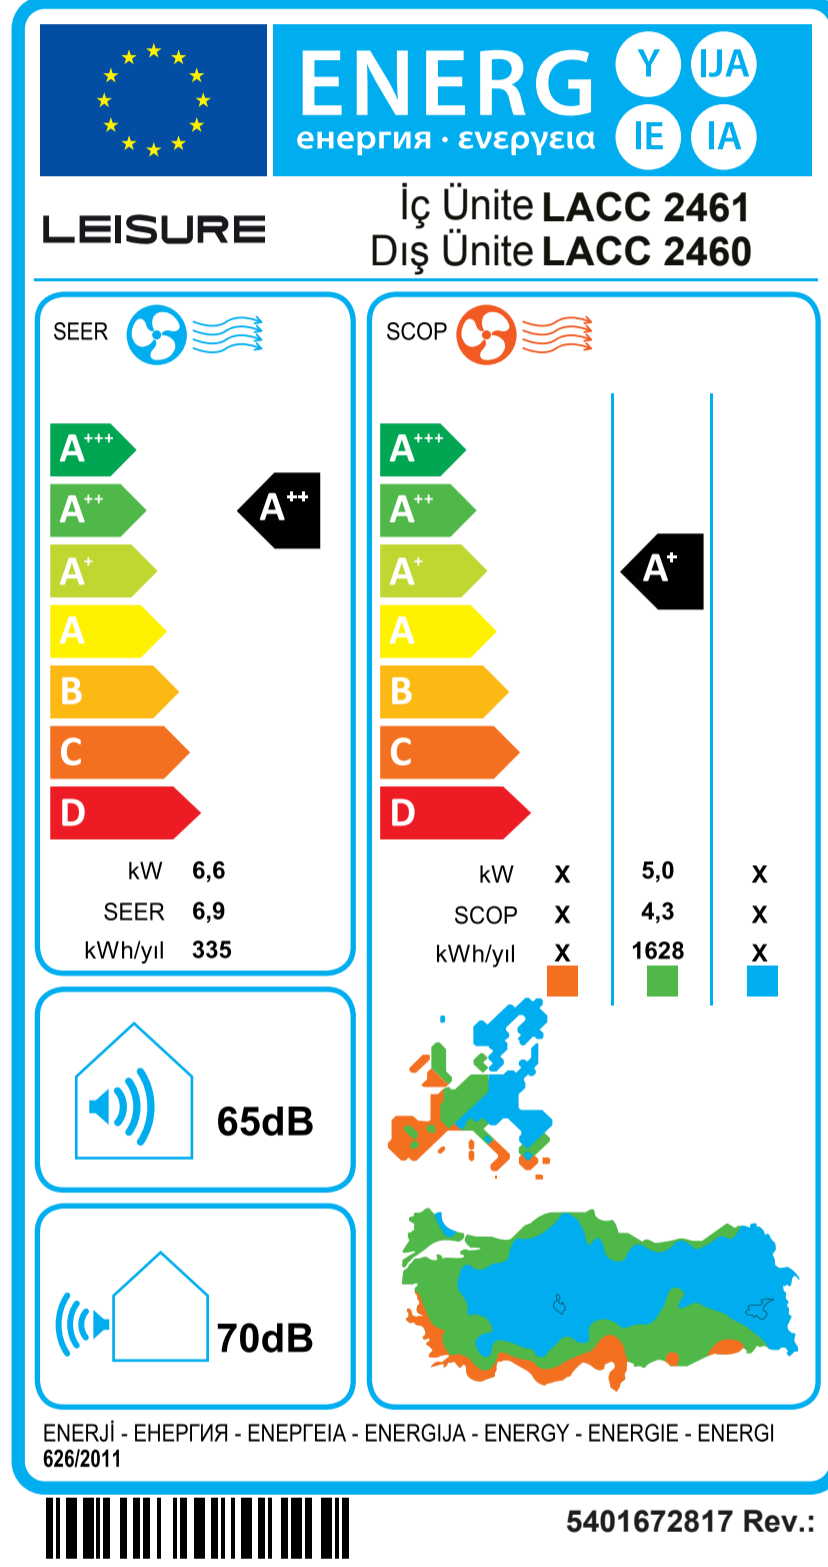 ENERG Y IJA IE IA
енергия · ενεργεια
LEISURE
İç Ünite LACC 2461
Dış Ünite LACC 2460
SEER
A+++
A++
A+
A
B
C
D
A++
kW 6,6
SEER 6,9
kWh/yıl 335
SCOP
A+++
A++
A+
A
B
C
D
A+
kW X 5,0 X
SCOP X 4,3 X
kWh/yıl X 1628 X
65dB
70dB
ENERJİ - ЕНЕРГИЯ - ΕΝΕΡΓΕΙΑ - ENERGIJA - ENERGY - ENERGIE - ENERGI
626/2011
5401672817 Rev.: